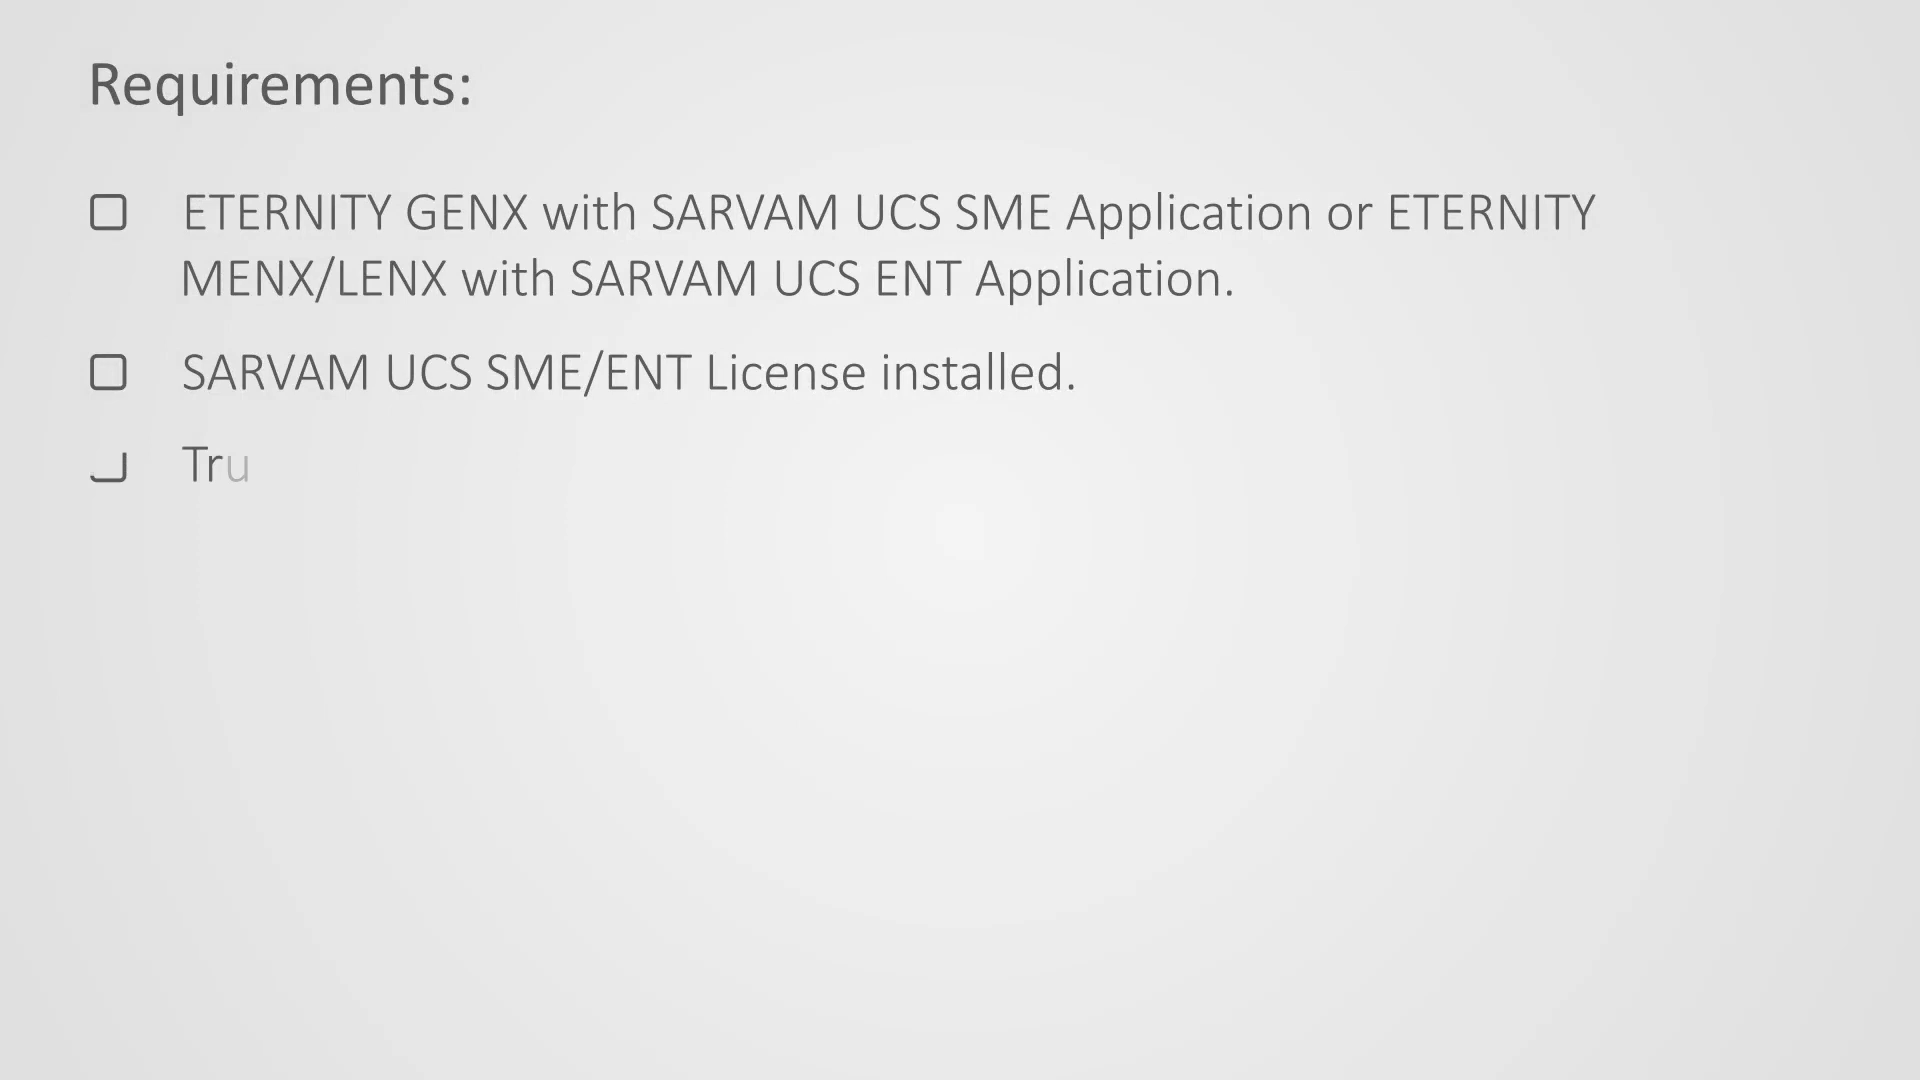 Requirements:
ETERNITY GENX with SARVAM UCS SME Application or ETERNITY
MENX/LENX with SARVAM UCS ENT Application.
SARVAM UCS SME/ENT License installed.
Tru